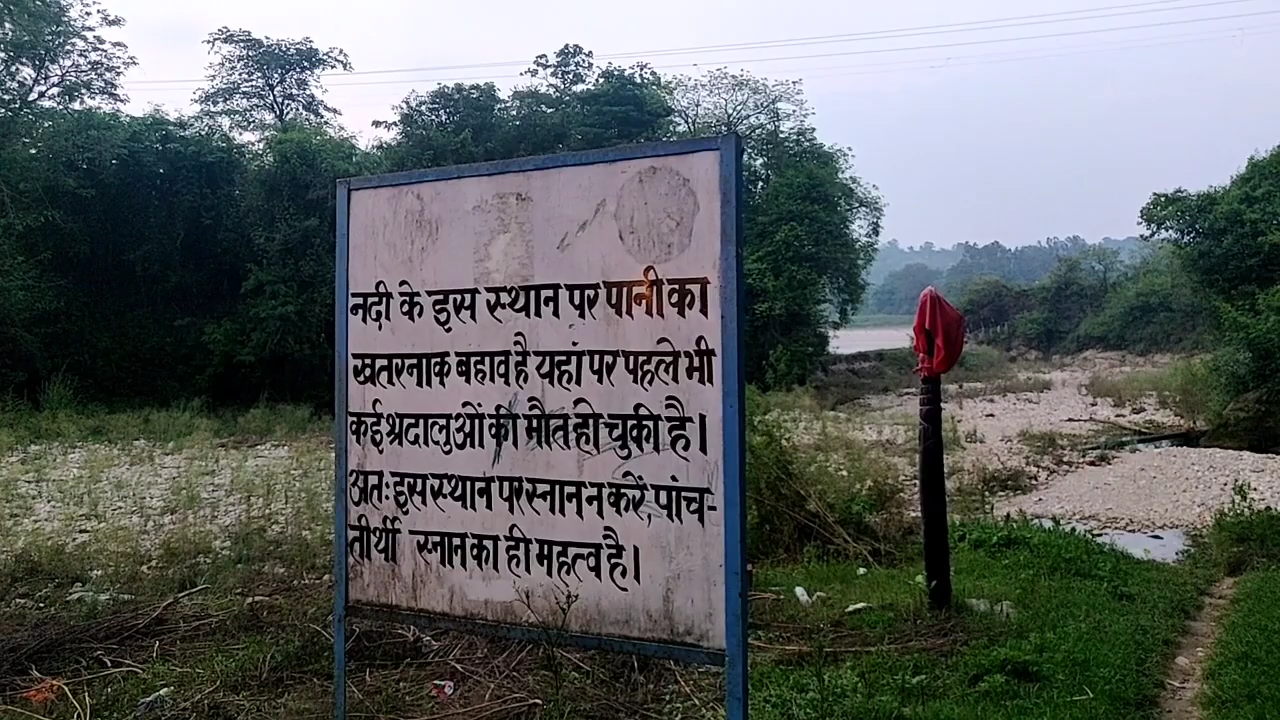 नदी के इस स्थान पर पानी का
खतरनाक बहाव है यहां पर पहले भी
कई श्रदालुओं की मौत हो चुकी है।
अतः इस स्थान पर स्नान न करें, पांच-
तीर्थी स्नान का ही महत्व है।